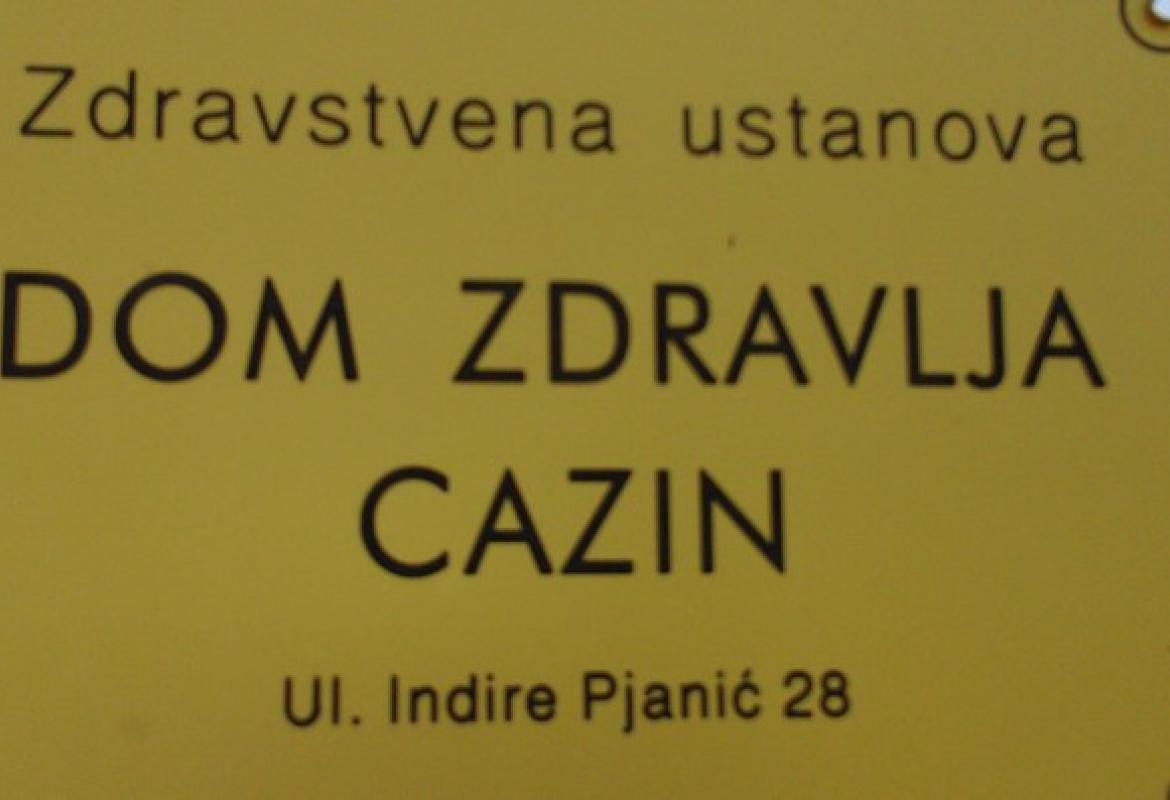 Zdravstvena ustanova
DOM ZDRAVLJA
CAZIN
Ul. Indire Pjanić 28